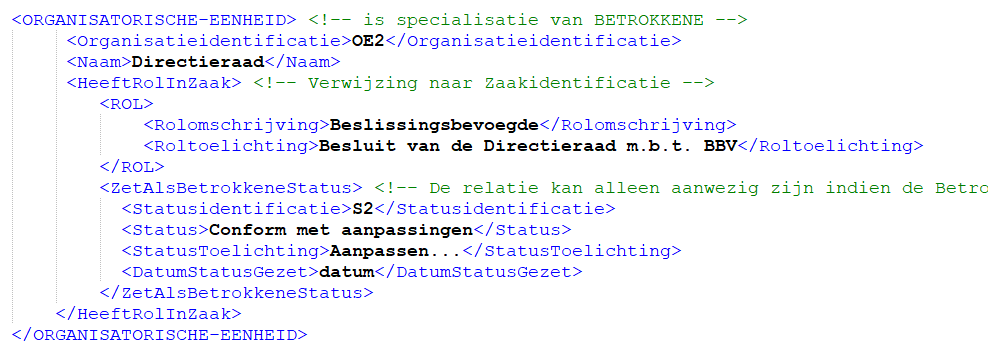 <ORGANISATORISCHE-EENHEID> <!-- is specialisatie van BETROKKENE -->
<Organisatieidentificatie>OE2</Organisatieidentificatie>
<Naam>Directieraad</Naam>
<HeeftRolInZaak> <!-- Verwijzing naar Zaakidentificatie -->
<ROL>
<Rolomschrijving>Beslissingsbevoegde</Rolomschrijving>
<Roltoelichting>Besluit van de Directieraad m.b.t. BBV</Roltoelichting>
</ROL>
<ZetAlsBetrokkeneStatus> <!-- De relatie kan alleen aanwezig zijn indien de Betro
<Statusidentificatie>S2</Statusidentificatie>
<Status>Conform met aanpassingen</Status>
<StatusToelichting>Aanpassen...</StatusToelichting>
<DatumStatusGezet>datum</DatumStatusGezet>
</ZetAlsBetrokkeneStatus>
</HeeftRolInZaak>
</ORGANISATORISCHE-EENHEID>